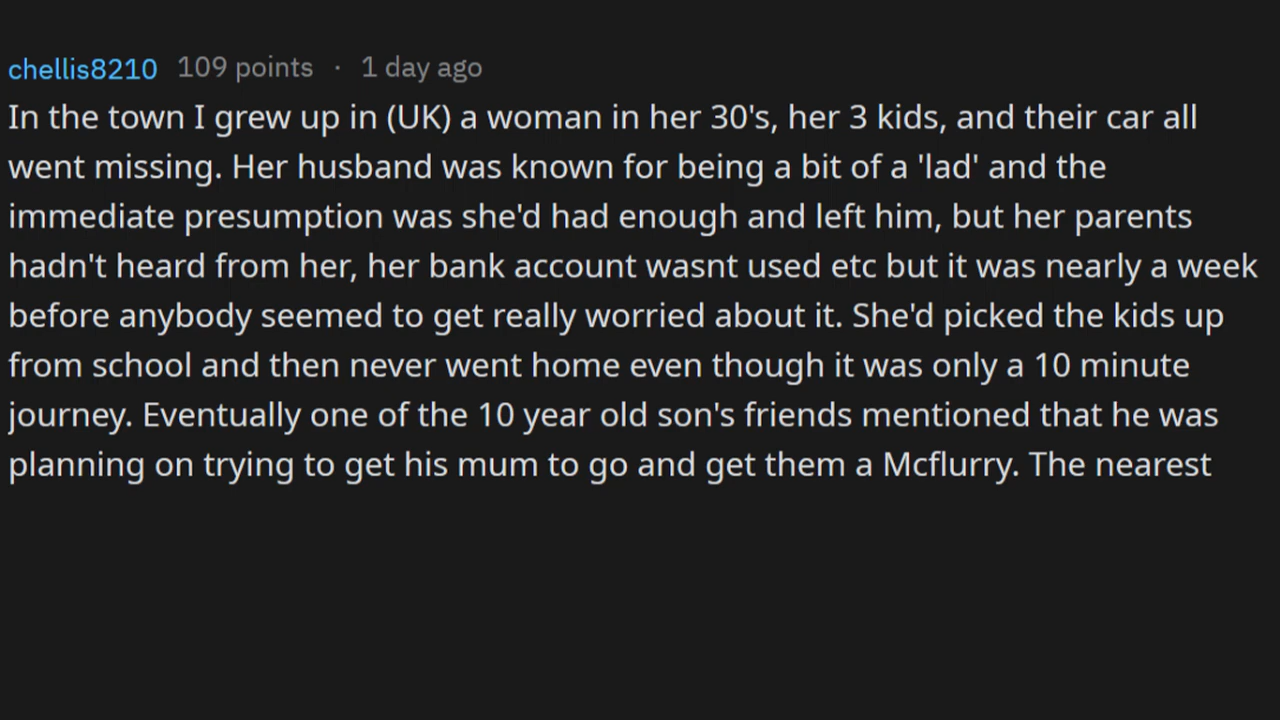 chellis8210 109 points · 1 day ago
In the town I grew up in (UK) a woman in her 30's, her 3 kids, and their car all
went missing. Her husband was known for being a bit of a 'lad' and the
immediate presumption was she'd had enough and left him, but her parents
hadn't heard from her, her bank account wasnt used etc but it was nearly a week
before anybody seemed to get really worried about it. She'd picked the kids up
from school and then never went home even though it was only a 10 minute
journey. Eventually one of the 10 year old son's friends mentioned that he was
planning on trying to get his mum to go and get them a Mcflurry. The nearest